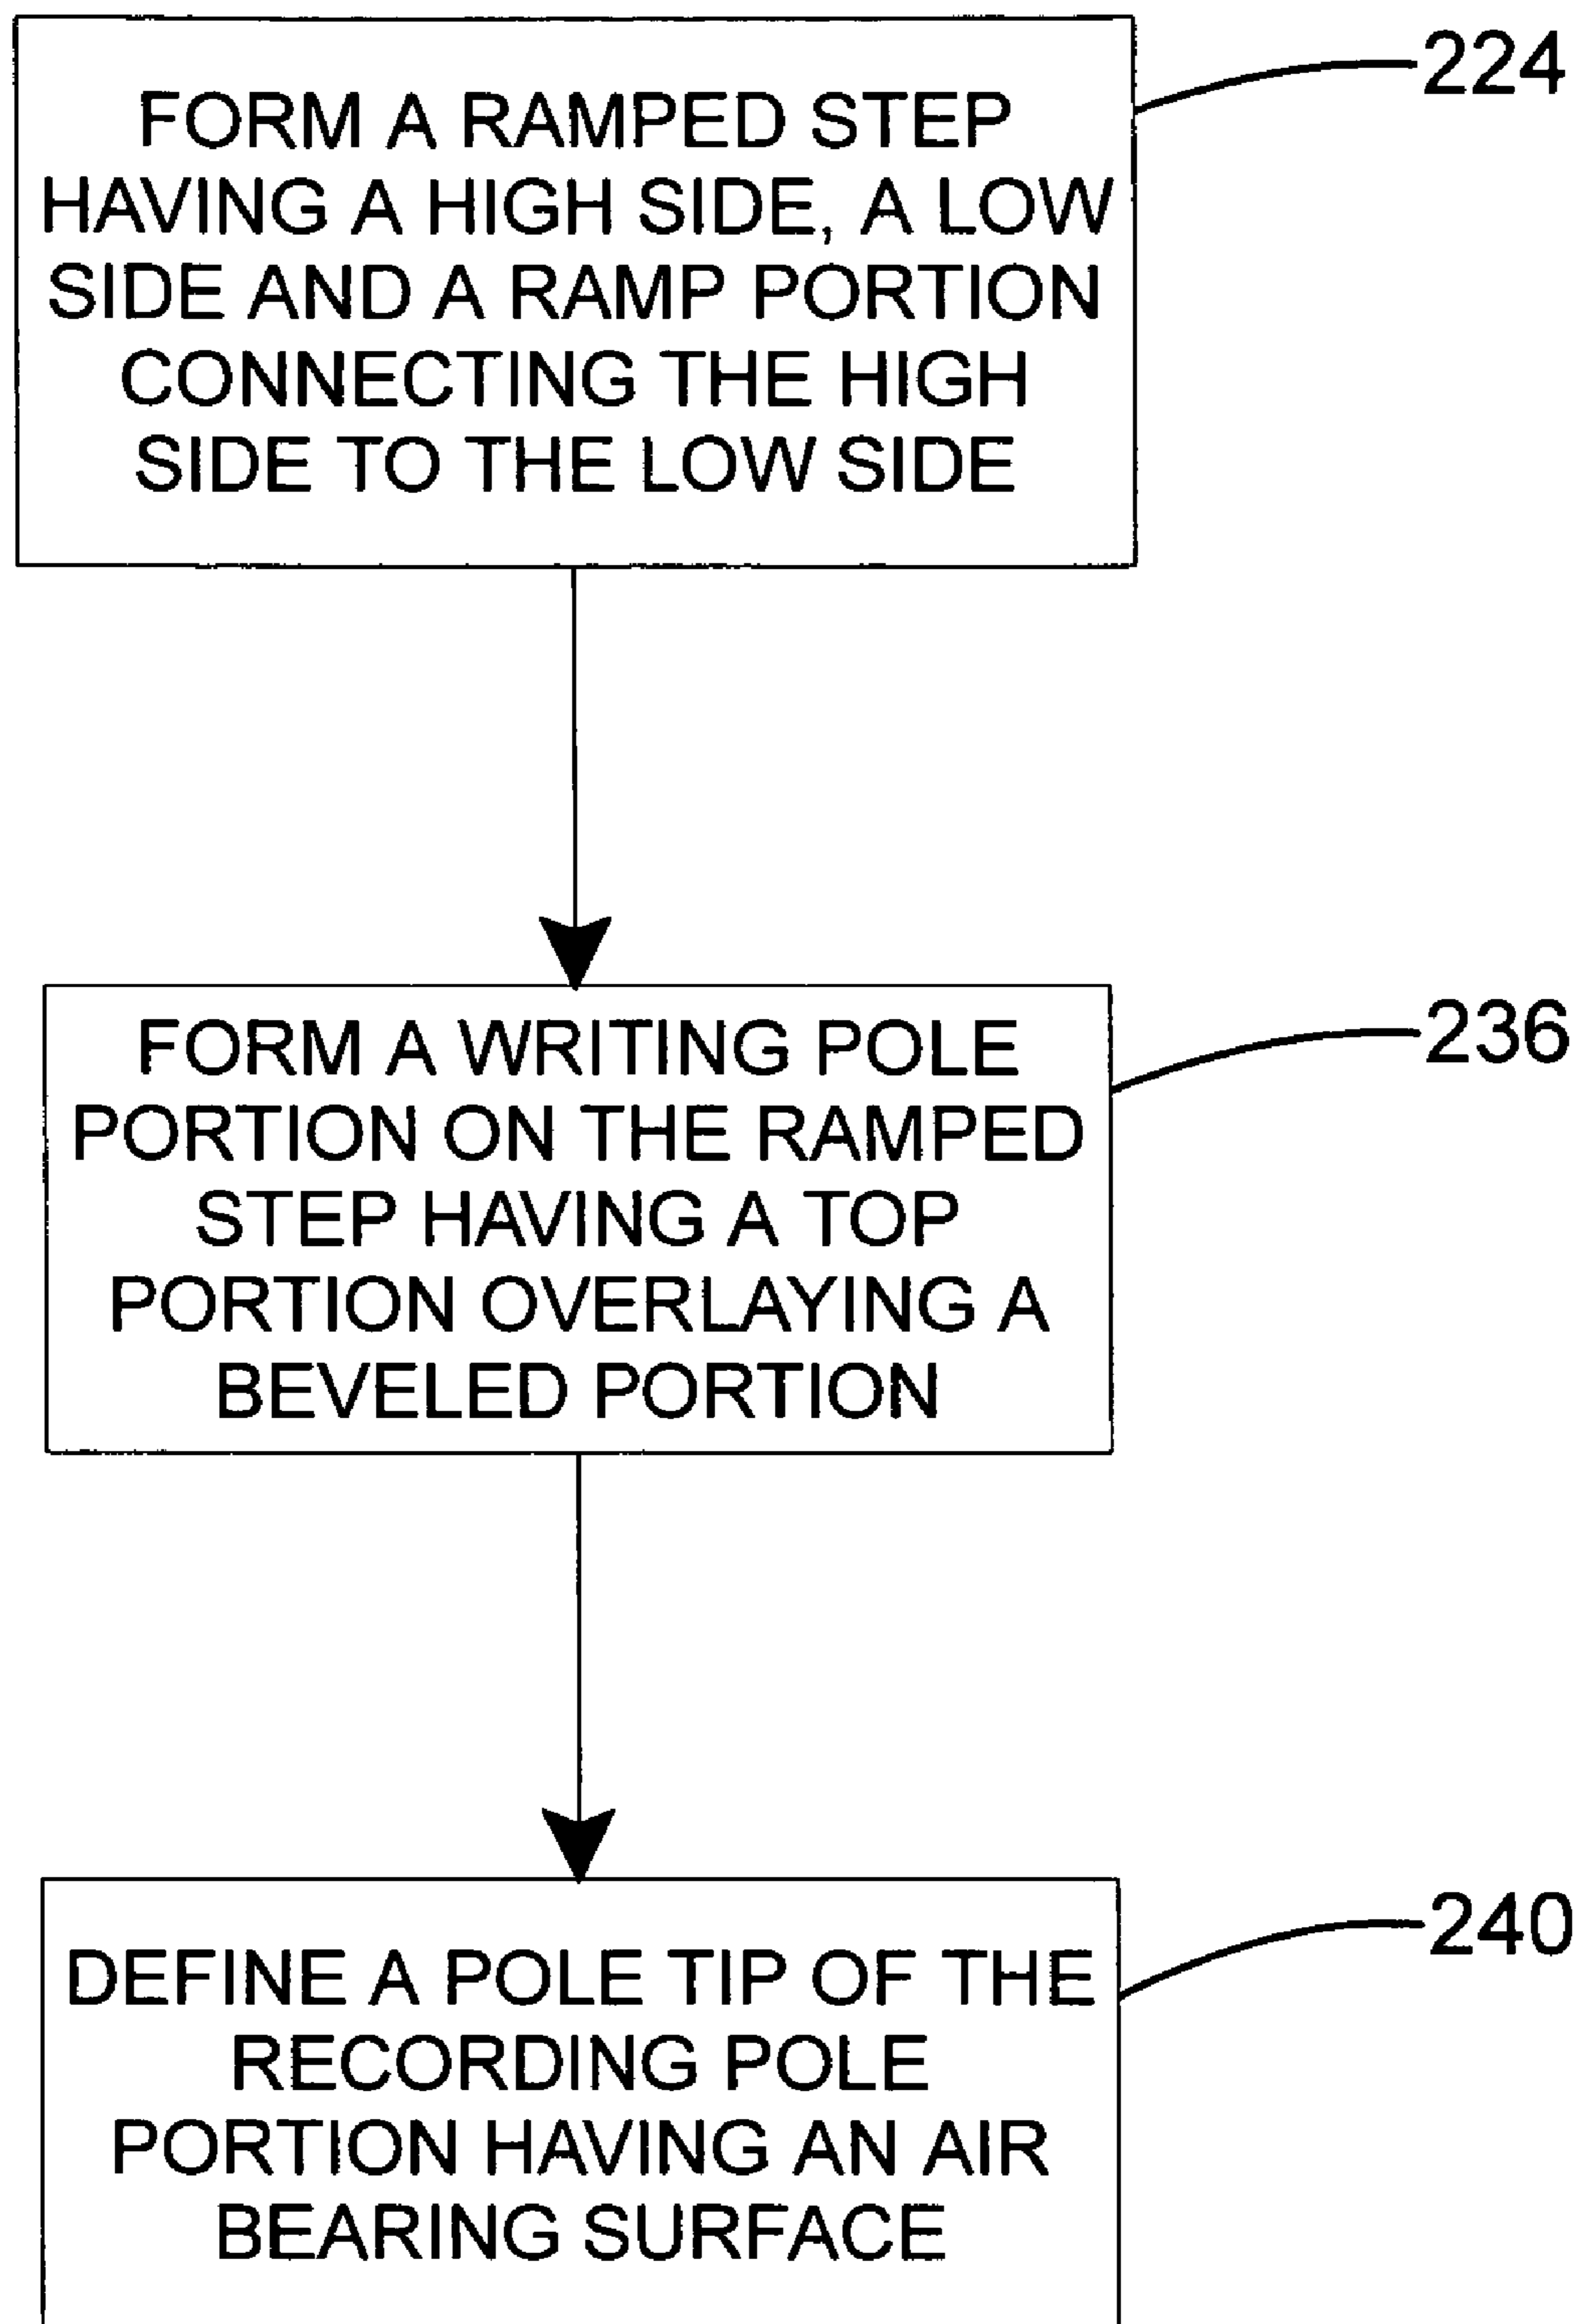 FORM A RAMPED STEP
HAVING A HIGH SIDE, A LOW
SIDE AND A RAMP PORTION
CONNECTING THE HIGH
SIDE TO THE LOW SIDE
224
FORM A WRITING POLE
PORTION ON THE RAMPED
STEP HAVING A TOP
PORTION OVERLAYING A
BEVELED PORTION
236
DEFINE A POLE TIP OF THE
RECORDING POLE
PORTION HAVING AN AIR
BEARING SURFACE
240